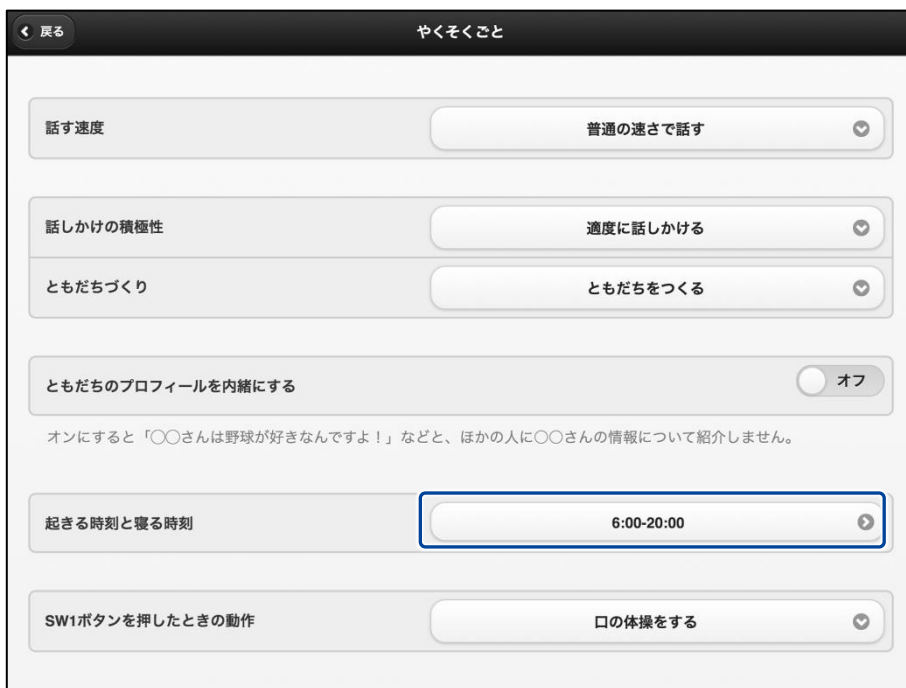 戻る
やくそくごと
話す速度
普通の速さで話す
話しかけの積極性
適度に話しかける
ともだちづくり
ともだちをつくる
ともだちのプロフィールを内緒にする
オフ
オンにすると「○○さんは野球が好きなんですよ！」などと、ほかの人に○○さんの情報について紹介しません。
起きる時刻と寝る時刻
6:00-20:00
SW1ボタンを押したときの動作
口の体操をする